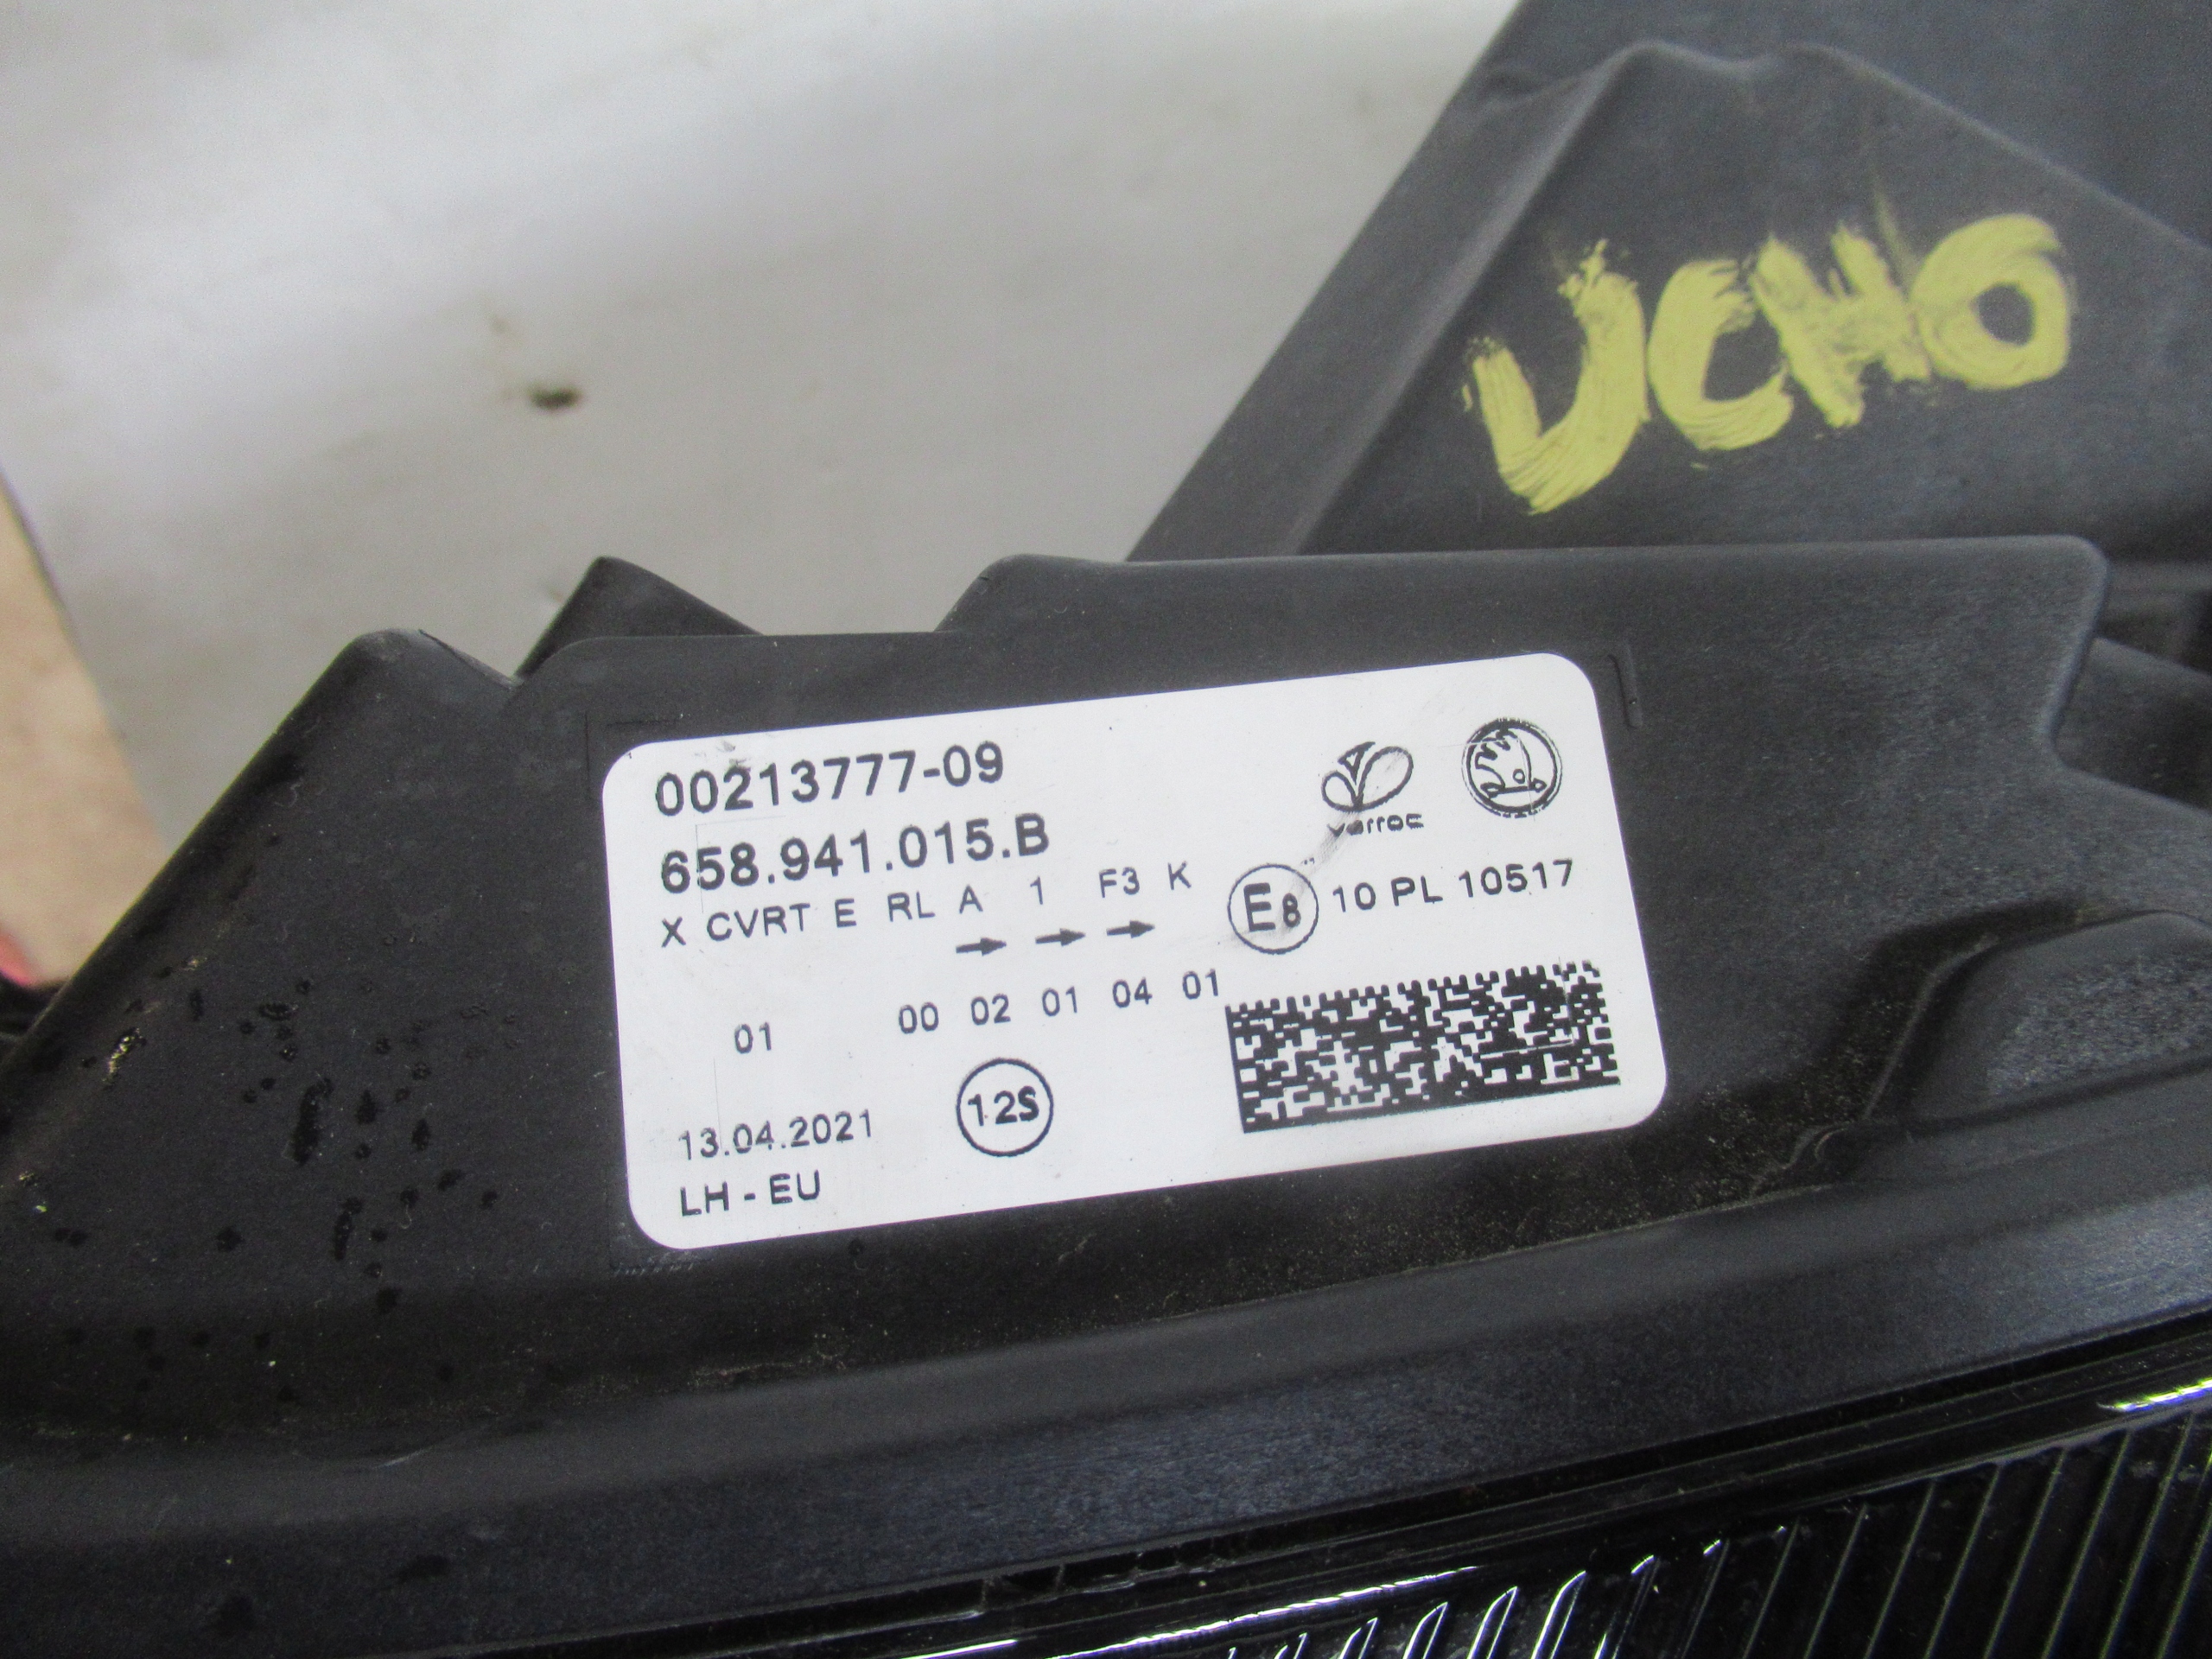 UCHO
00213777-09
658.941.015.B
varroc
X CVRT E RL A 1 F3 K
E8 10 PL 10517
01 00 02 01 04 01
13.04.2021
12S
LH - EU